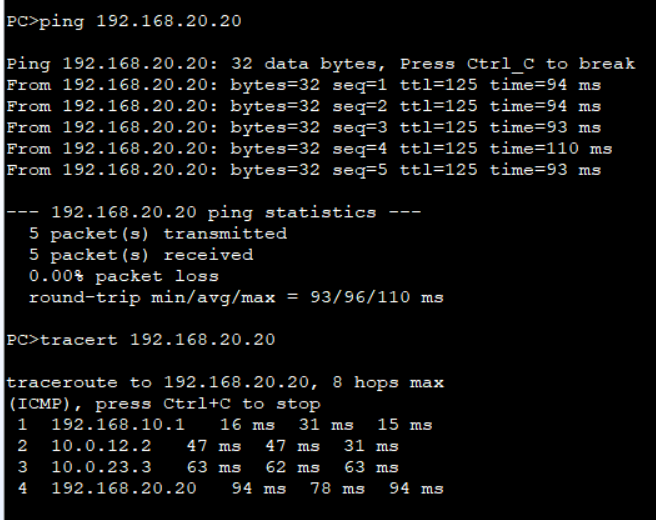 PC>ping 192.168.20.20
Ping 192.168.20.20: 32 data bytes, Press Ctrl_C to break
From 192.168.20.20: bytes=32 seq=1 ttl=125 time=94 ms
From 192.168.20.20: bytes=32 seq=2 ttl=125 time=94 ms
From 192.168.20.20: bytes=32 seq=3 ttl=125 time=93 ms
From 192.168.20.20: bytes=32 seq=4 ttl=125 time=110 ms
From 192.168.20.20: bytes=32 seq=5 ttl=125 time=93 ms
--- 192.168.20.20 ping statistics ---
5 packet(s) transmitted
5 packet(s) received
0.00% packet loss
round-trip min/avg/max = 93/96/110 ms
PC>tracert 192.168.20.20
traceroute to 192.168.20.20, 8 hops max
(ICMP), press Ctrl+C to stop
1 192.168.10.1 16 ms 31 ms 15 ms
2 10.0.12.2 47 ms 47 ms 31 ms
3 10.0.23.3 63 ms 62 ms 63 ms
4 192.168.20.20 94 ms 78 ms 94 ms